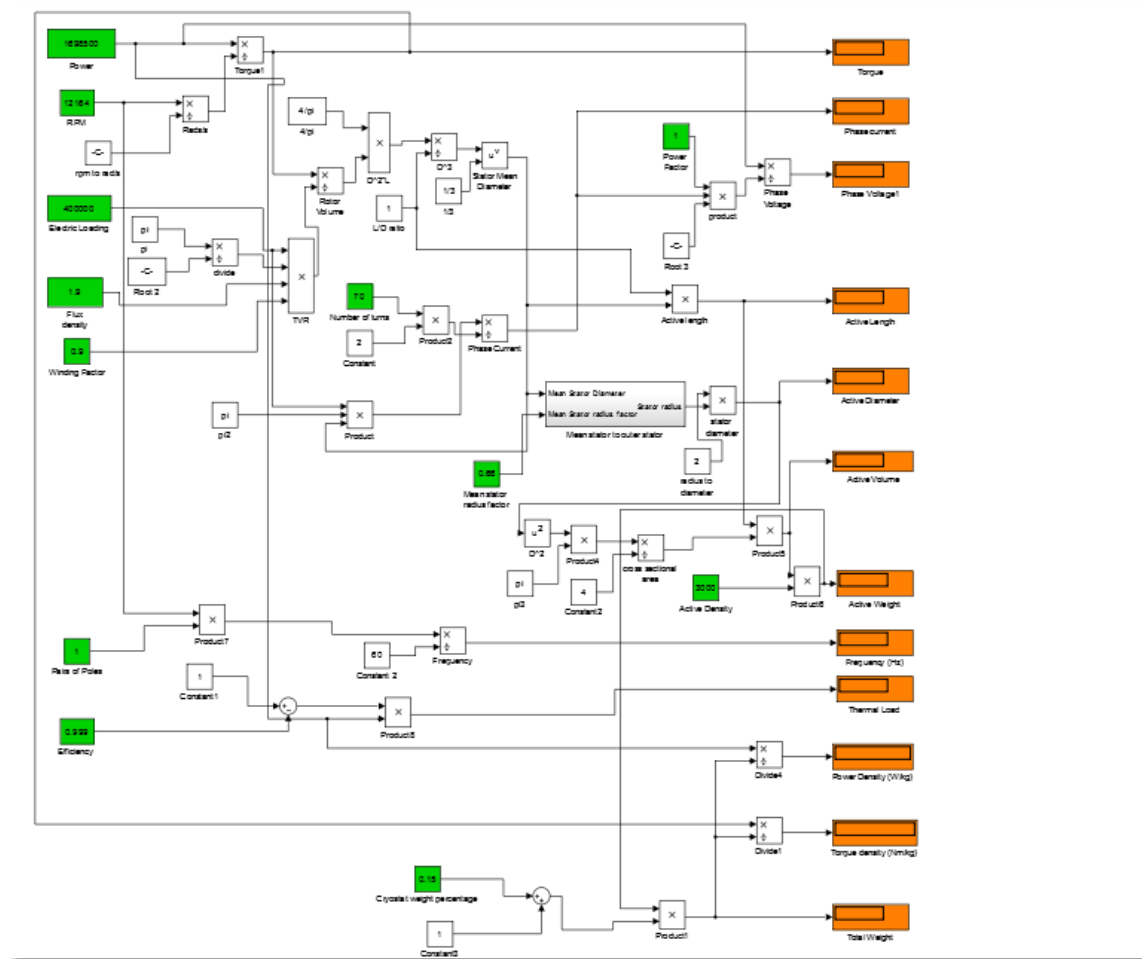 1698500
Power
Torque1
Torque
12164
RPM
Rads/s
-C-
rpm to rad/s
4/pi
4/pi
D^2*L
D^3
u^v
Stator Mean
Diameter
1/3
1/3
1
Power
Factor
Phase current
Phase
Voltage
Phase Voltage1
product
-C-
Root 3
Rotor
Volume
1
L/D ratio
400000
Electric Loading
pi
pi
-C-
Root 2
divide
TVR
1.9
Flux
density
0.9
Winding Factor
70
Number of turns
2
Constant
Product2
Phase Current
Active length
Active Length
pi
pi2
Product
Mean Stator Diameter
Mean Stator radius factor
Stator radius
Mean stator to outer stator
stator
diameter
Active Diameter
2
radius to
diameter
0.66
Mean stator
radius factor
Active Volume
u^2
D^2
Product4
cross sectional
area
Product5
pi
pi3
4
Constant2
3000
Active Density
Product6
Active Weight
Product7
1
Pairs of Poles
60
Constant 2
Frequency
Frequency (Hz)
1
Constant1
Thermal Load
0.999
Efficiency
Divide4
Power Density (W/kg)
Divide1
Torque density (Nm/kg)
0.15
Cryostat weight percentage
1
Constant3
Product1
Total Weight